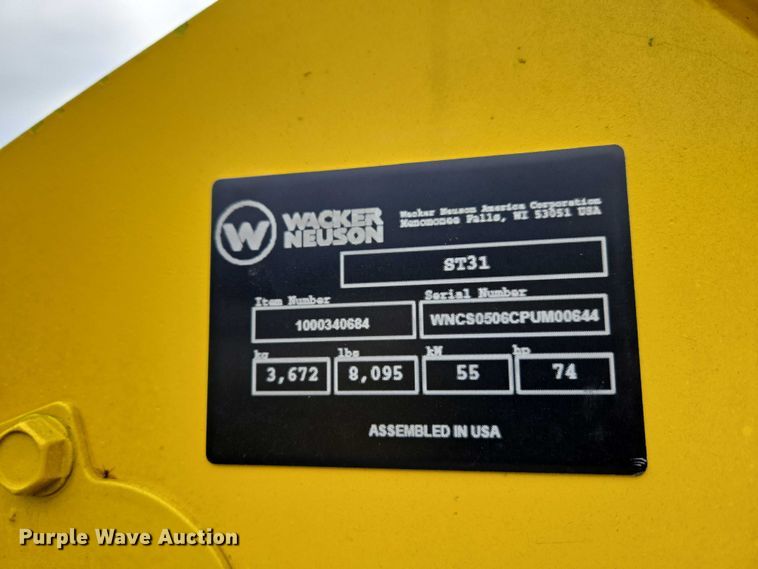 W
WACKER
NEUSON
Wacker Neuson America Corporation
Menomonee Falls, WI 53051 USA
ST31
Item Number
Serial Number
1000340684
WNCS0506CPUM00644
kg
lbs
kW
hp
3,672
8,095
55
74
ASSEMBLED IN USA
Purple Wave Auction